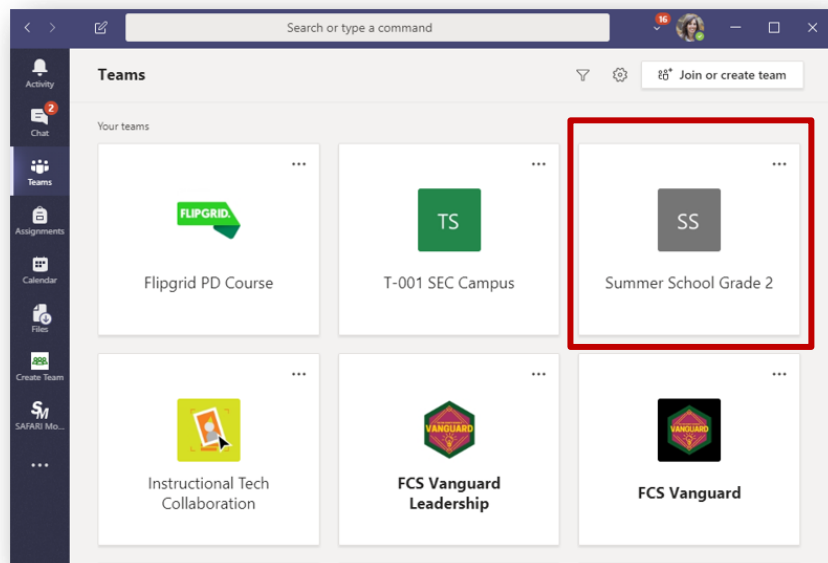 Search or type a command
16
Activity
2
Chat
Teams
Assignments
Calendar
Files
Create Team
SM
SAFARI Mo...
Teams
Join or create team
Your teams
FLIPGRID.
Flipgrid PD Course
TS
T-001 SEC Campus
SS
Summer School Grade 2
Instructional Tech
Collaboration
VANGUARD
FCS Vanguard
Leadership
VANGUARD
FCS Vanguard